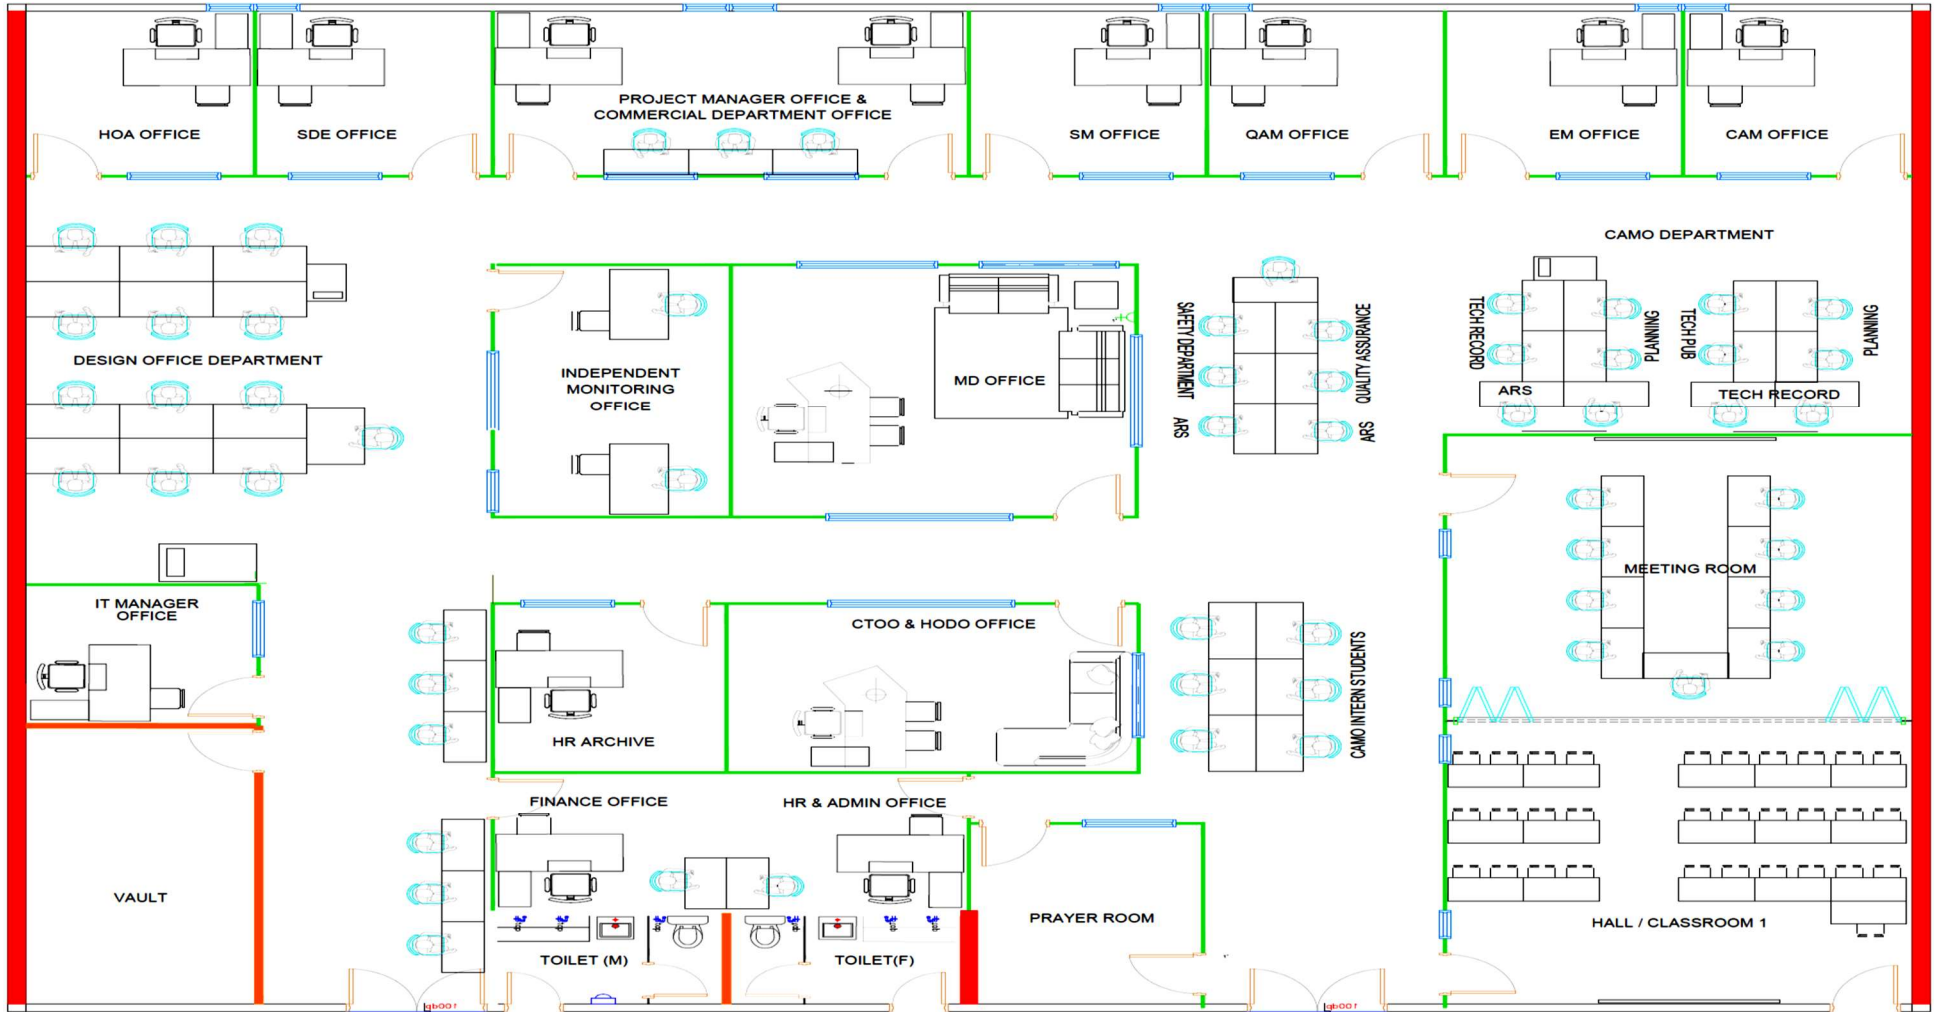 HOA OFFICE
SDE OFFICE
PROJECT MANAGER OFFICE &
COMMERCIAL DEPARTMENT OFFICE
SM OFFICE
QAM OFFICE
EM OFFICE
CAM OFFICE
CAMO DEPARTMENT
DESIGN OFFICE DEPARTMENT
INDEPENDENT
MONITORING
OFFICE
MD OFFICE
SAFETY DEPARTMENT
ARS
QUALITY ASSURANCE
ARS
TECH RECORD
PLANNING
TECH PUB
PLANNING
ARS
TECH RECORD
MEETING ROOM
IT MANAGER
OFFICE
CTOO & HODO OFFICE
HR ARCHIVE
CAMO INTERN STUDENTS
FINANCE OFFICE
HR & ADMIN OFFICE
VAULT
PRAYER ROOM
HALL / CLASSROOM 1
TOILET (M)
TOILET(F)